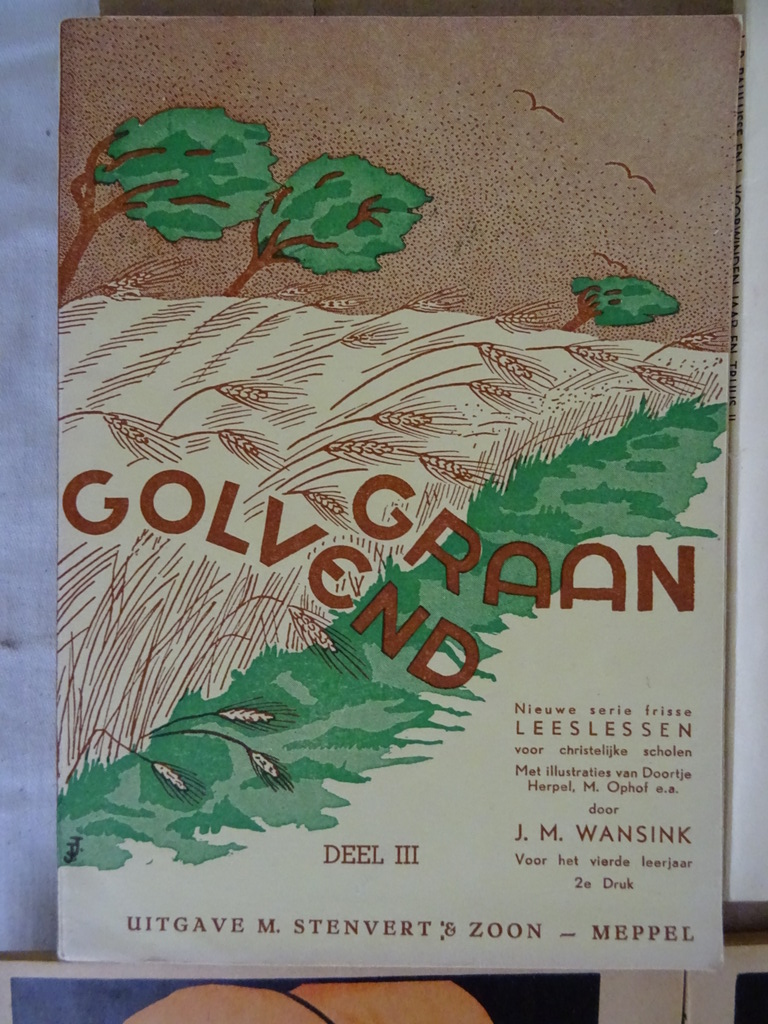 GOLVEND
GRAAN
Nieuwe serie frisse
LEESLESSEN
voor christelijke scholen
Met illustraties van Doortje
Herpel, M. Ophof e.a.
door
J. M. WANSINK
Voor het vierde leerjaar
2e Druk
DEEL III
UITGAVE M. STENVERT & ZOON – MEPPEL